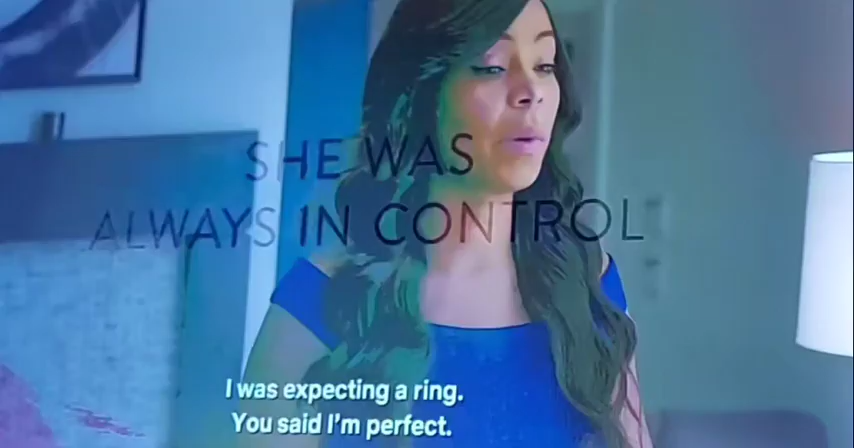 SHE WAS
ALWAYS IN CONTROL
I was expecting a ring.
You said I'm perfect.